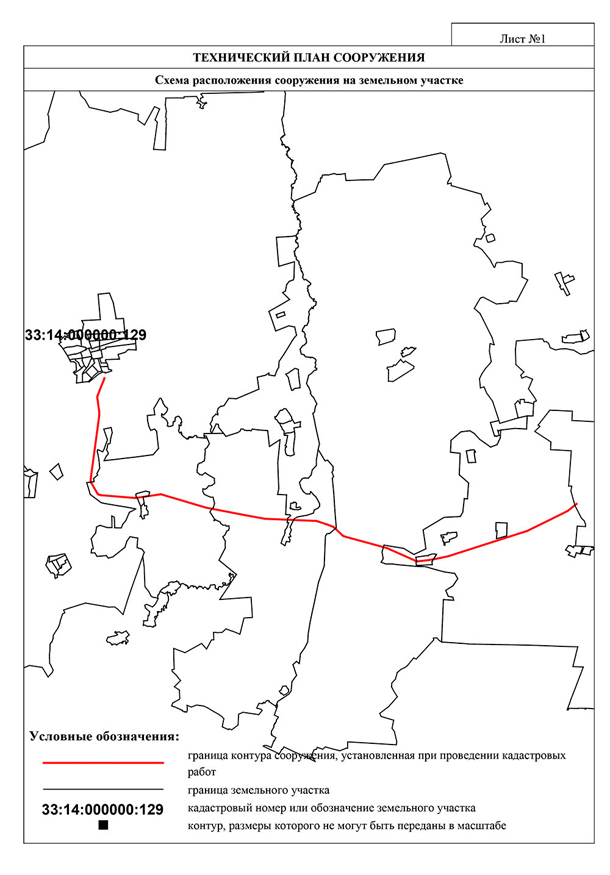 Лист №1
ТЕХНИЧЕСКИЙ ПЛАН СООРУЖЕНИЯ
Схема расположения сооружения на земельном участке
33:14:000000:129
Условные обозначения:
граница контура сооружения, установленная при проведении кадастровых
работ
граница земельного участка
33:14:000000:129 кадастровый номер или обозначение земельного участка
контур, размеры которого не могут быть переданы в масштабе